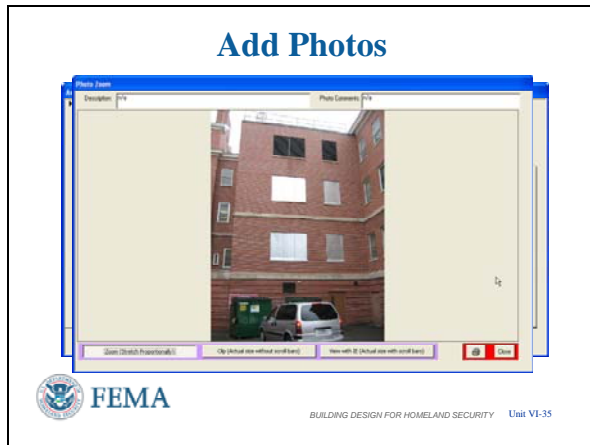 Add Photos
Photo Zoom
Description: n/a Photo Comments: n/a
Zoom (Stretch Proportionally) Clip (Actual size without scroll bars) View with IE (Actual size with scroll bars) Close
FEMA
BUILDING DESIGN FOR HOMELAND SECURITY Unit VI-35